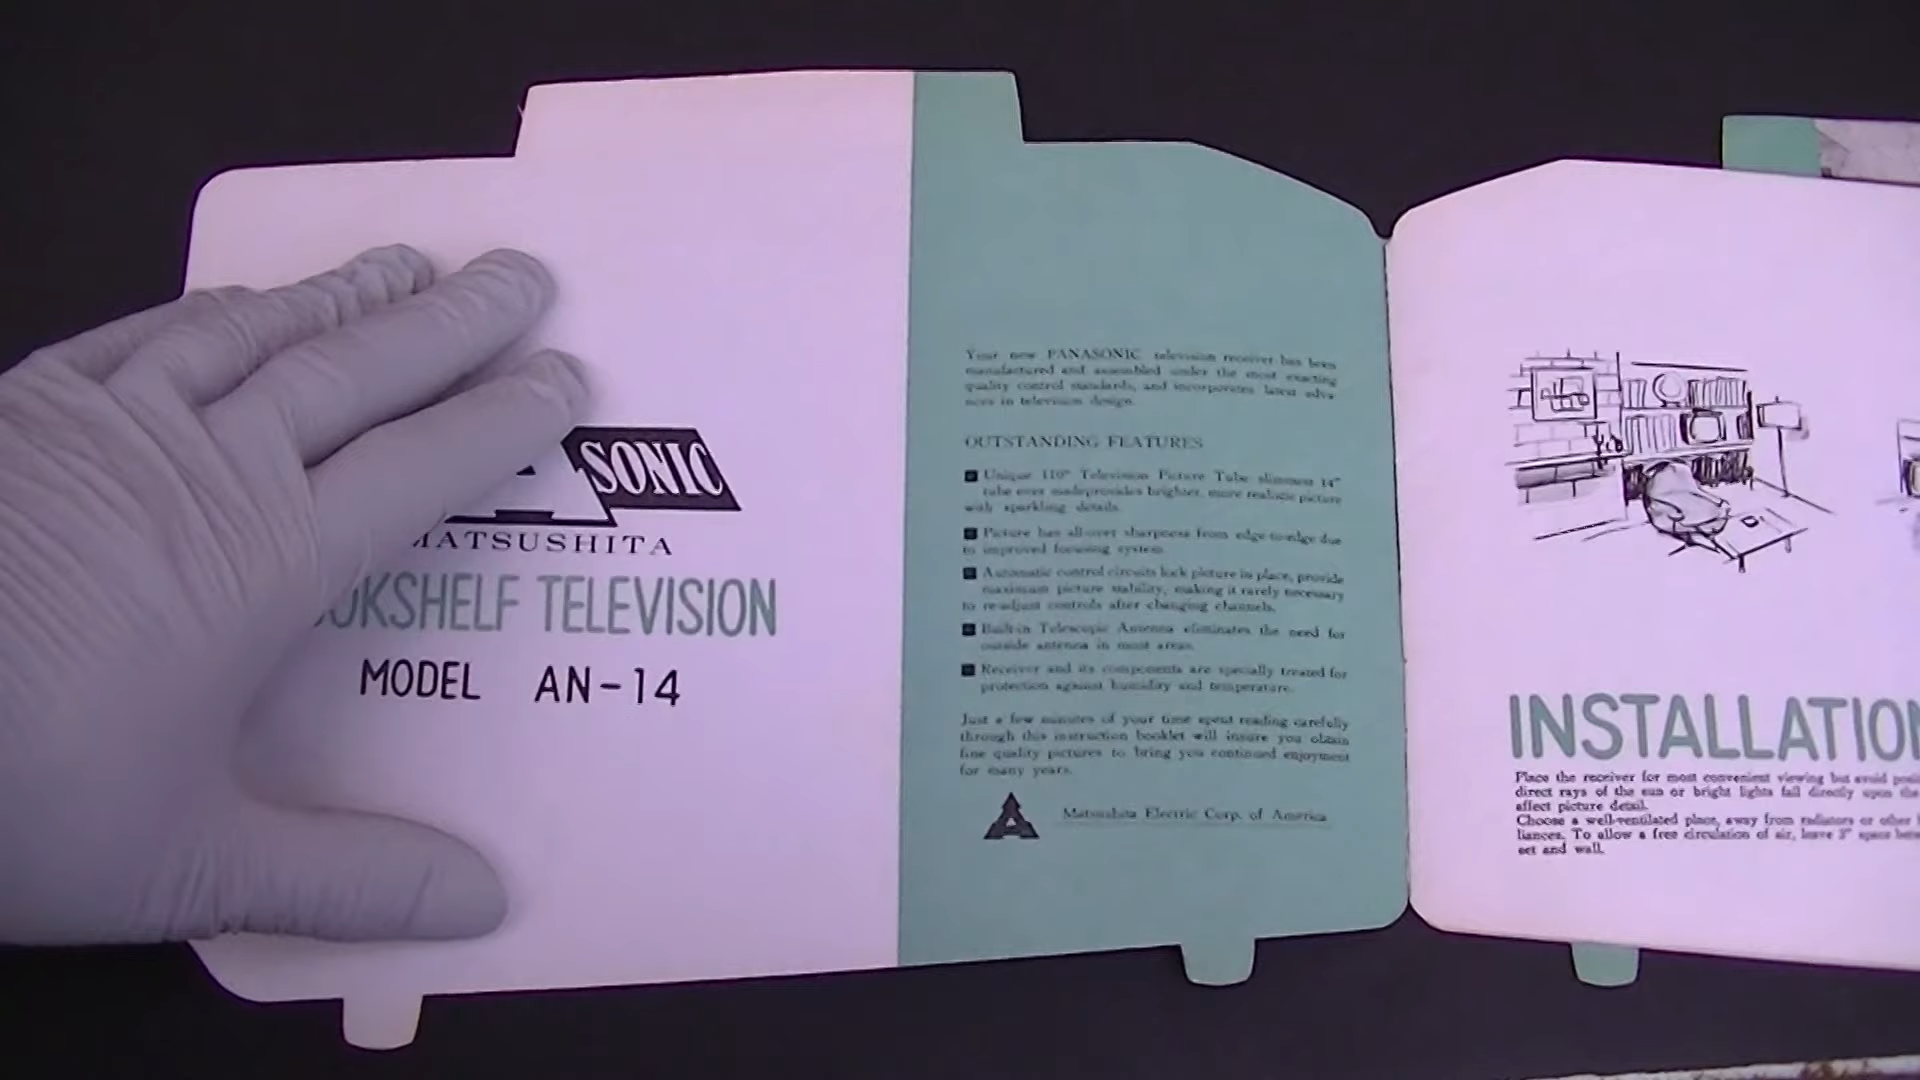 SONIC
MATSUSHITA
OOKSHELF TELEVISION
MODEL AN-14
Your new PANASONIC television receiver has been
manufactured and assembled under the most exacting
quality control standards, and incorporates latest adva-
nces in television design.
OUTSTANDING FEATURES
Unique 110° Television Picture Tube slimmest 14"
tube ever madeprovides brighter, more realistic picture
with sparkling details.
Picture has all-over sharpness from edge-to-edge due
to improved focusing system.
Automatic control circuits lock picture in place, provide
maximum picture stability, making it rarely necessary
to re-adjust controls after changing channels.
Built-in Telescopic Antenna eliminates the need for
outside antenna in most areas.
Receiver and its components are specially treated for
protection against humidity and temperature.
Just a few minutes of your time spent reading carefully
through this instruction booklet will insure you obtain
fine quality pictures to bring you continued enjoyment
for many years.
Matsushita Electric Corp. of America
INSTALLATION
Place the receiver for most convenient viewing but avoid
direct rays of the sun or bright lights fall directly upon the
affect picture detail.
Choose a well-ventilated place, away from radiators or other
liances. To allow a free circulation of air, leave 3" space
set and wall.